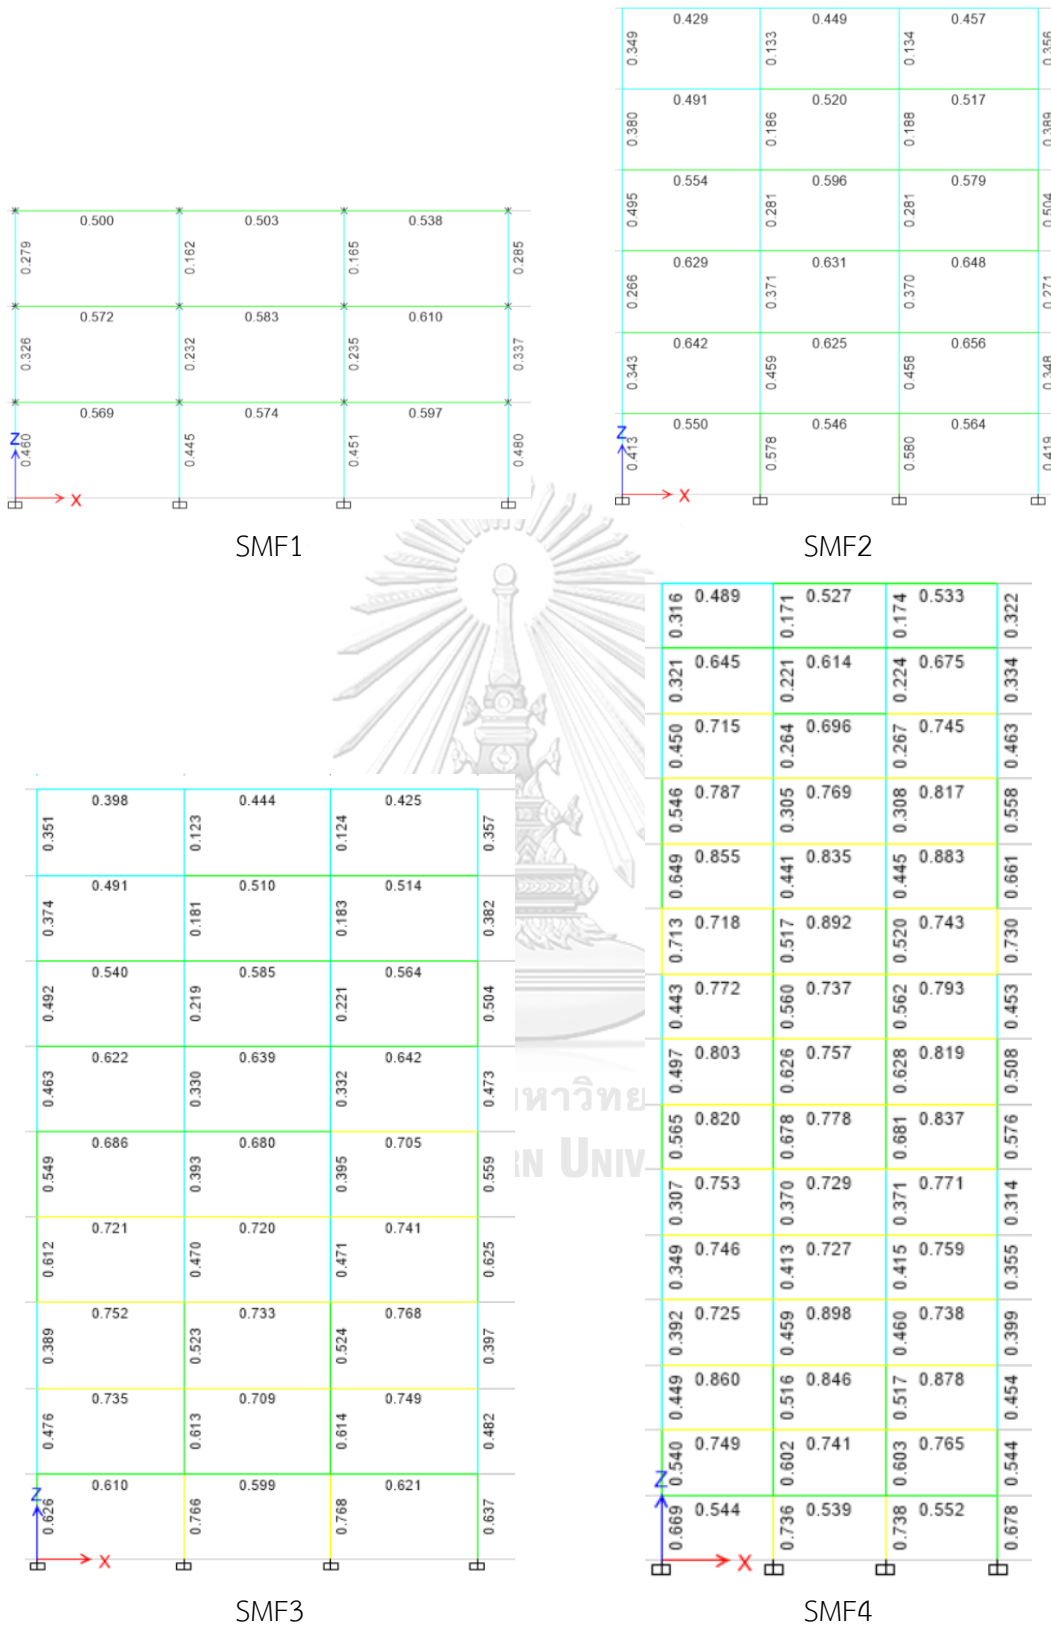 0.429 0.449 0.457
0.349 0.133 0.134 0.356
0.491 0.520 0.517
0.380 0.186 0.188 0.389
0.554 0.596 0.579
0.495 0.281 0.281 0.504
0.629 0.631 0.648
0.266 0.371 0.370 0.271
0.642 0.625 0.656
0.343 0.459 0.458 0.348
0.550 0.546 0.564
0.413 0.578 0.580 0.419
Z
X
0.500 0.503 0.538
0.279 0.162 0.165 0.285
0.572 0.583 0.610
0.326 0.232 0.235 0.337
0.569 0.574 0.597
0.460 0.445 0.451 0.480
Z
X
SMF1 SMF2
0.398 0.444 0.425
0.351 0.123 0.124 0.357
0.491 0.510 0.514
0.374 0.181 0.183 0.382
0.540 0.585 0.564
0.492 0.219 0.221 0.504
0.622 0.639 0.642
0.463 0.330 0.332 0.473
0.686 0.680 0.705
0.549 0.393 0.395 0.559
0.721 0.720 0.741
0.612 0.470 0.471 0.625
0.752 0.733 0.768
0.389 0.523 0.524 0.397
0.735 0.709 0.749
0.476 0.613 0.614 0.482
0.610 0.599 0.621
0.626 0.766 0.768 0.637
Z
X
0.316 0.489 0.171 0.527 0.174 0.533 0.322
0.321 0.645 0.221 0.614 0.224 0.675 0.334
0.450 0.715 0.264 0.696 0.267 0.745 0.463
0.546 0.787 0.305 0.769 0.308 0.817 0.558
0.649 0.855 0.441 0.835 0.445 0.883 0.661
0.713 0.718 0.517 0.892 0.520 0.743 0.730
0.443 0.772 0.560 0.737 0.562 0.793 0.453
0.497 0.803 0.626 0.757 0.628 0.819 0.508
0.565 0.820 0.678 0.778 0.681 0.837 0.576
0.307 0.753 0.370 0.729 0.371 0.771 0.314
0.349 0.746 0.413 0.727 0.415 0.759 0.355
0.392 0.725 0.459 0.898 0.460 0.738 0.399
0.449 0.860 0.516 0.846 0.517 0.878 0.454
0.540 0.749 0.602 0.741 0.603 0.765 0.544
0.669 0.544 0.736 0.539 0.738 0.552 0.678
Z
X
หาวิทย
RN UNIV
SMF3 SMF4